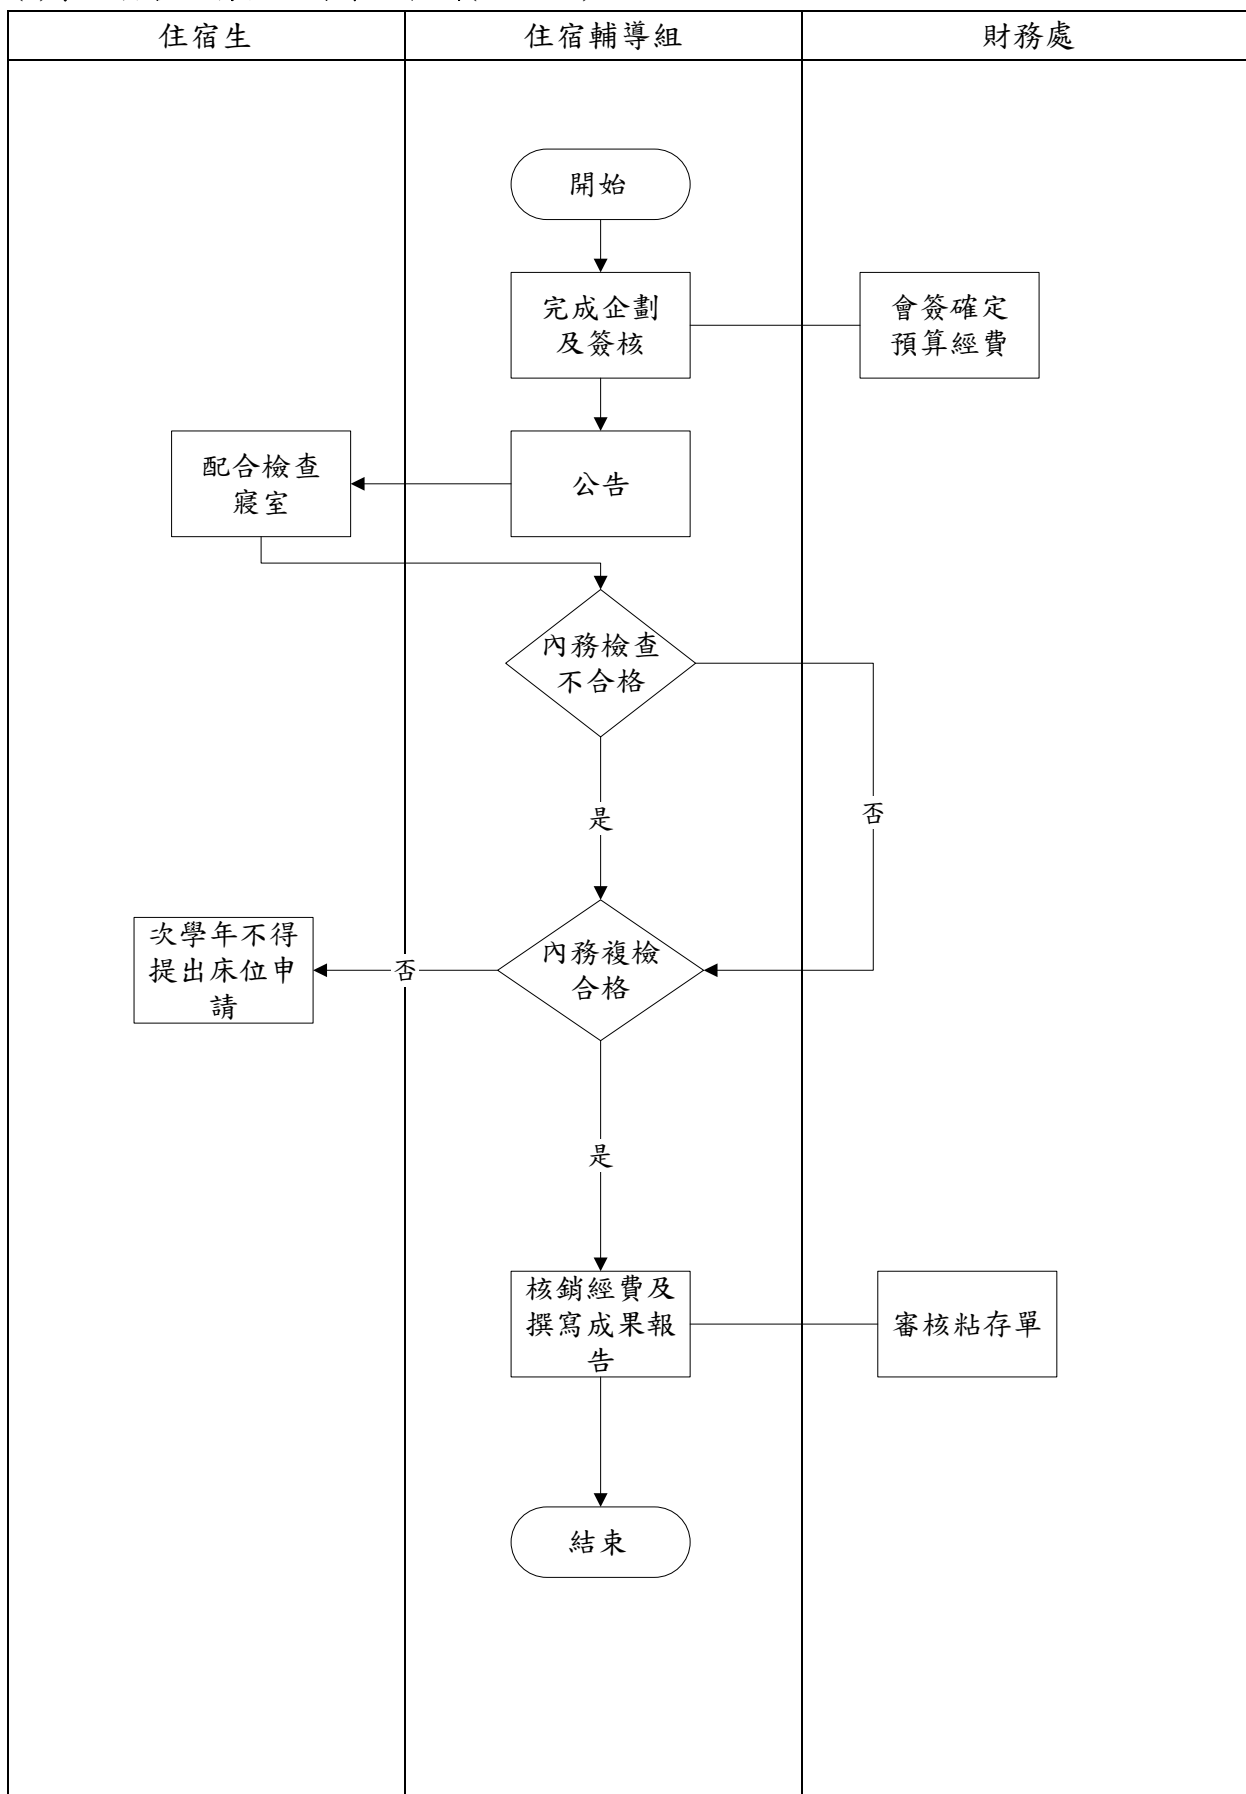 住宿生
住宿輔導組
財務處
開始
完成企劃
及簽核
會簽確定
預算經費
配合檢查
寢室
公告
內務檢查
不合格
是
否
次學年不得
提出床位申
請
否
內務複檢
合格
是
核銷經費及
撰寫成果報
告
審核粘存單
結束